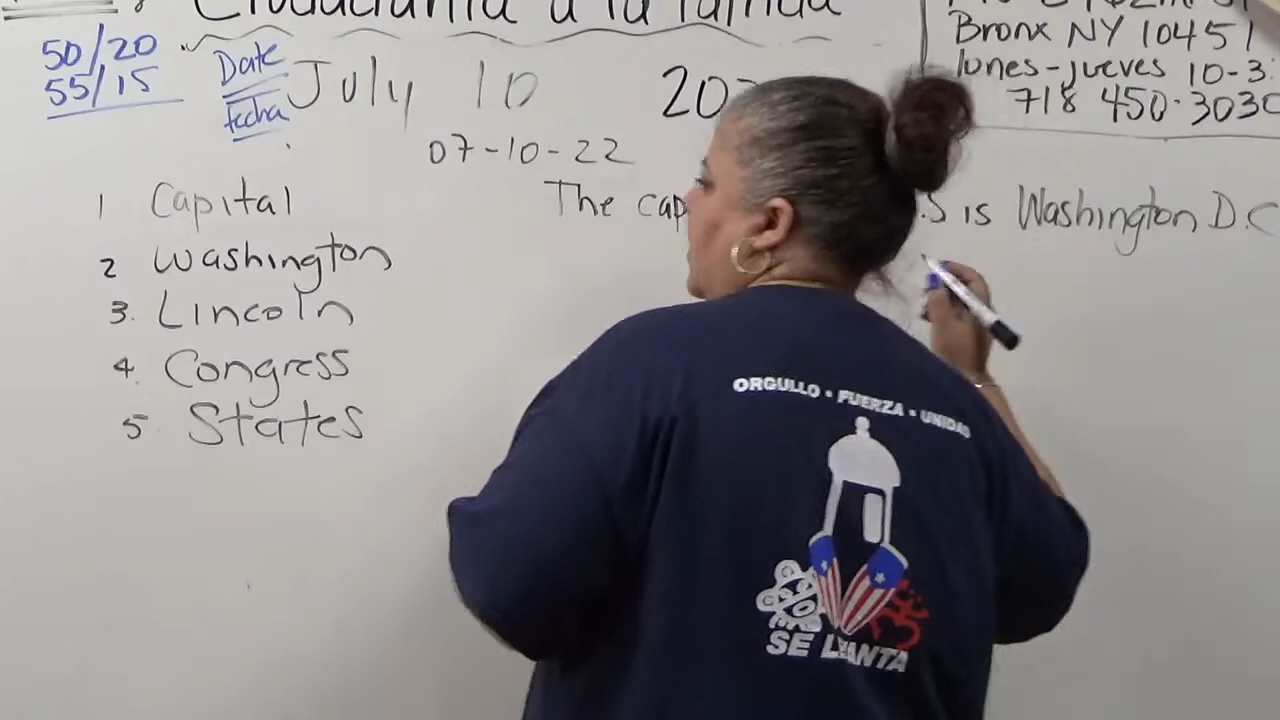 Ciudadanía a la
50/20
55/15
Date
Fecha
July 10
07-10-22
Bronx NY 10451
lunes-jueves 10-3:
718 450-3030
1 Capital
2 Washington
3. Lincoln
4. Congress
5. States
The cap .S is Washington D.C
ORGULLO • FUERZA • UNIDAD
SE